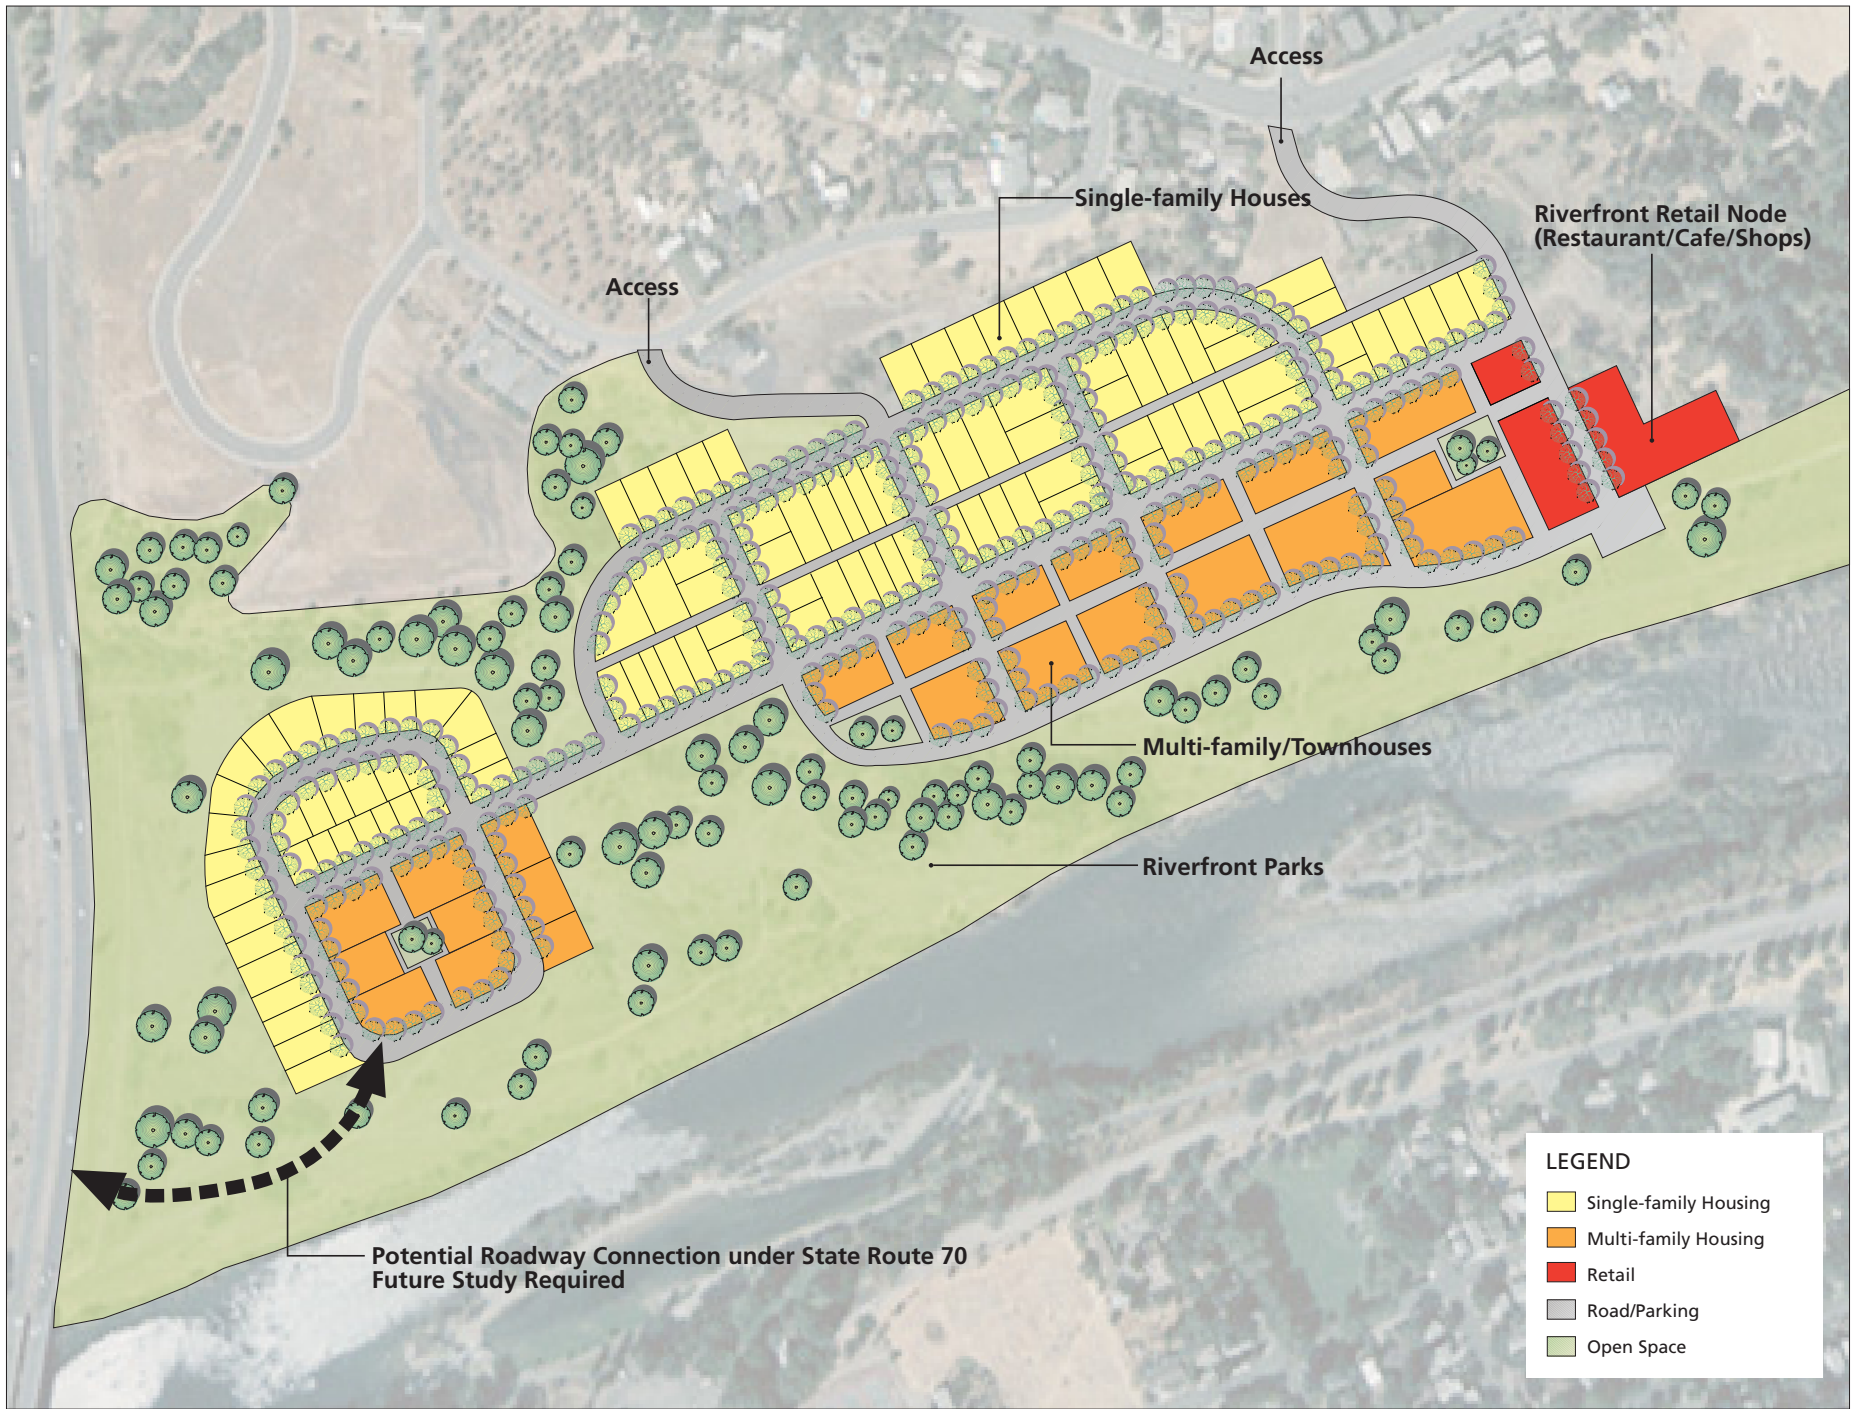 Access
Single-family Houses
Riverfront Retail Node
(Restaurant/Cafe/Shops)
Access
Multi-family/Townhouses
Riverfront Parks
Potential Roadway Connection under State Route 70
Future Study Required
LEGEND
Single-family Housing
Multi-family Housing
Retail
Road/Parking
Open Space